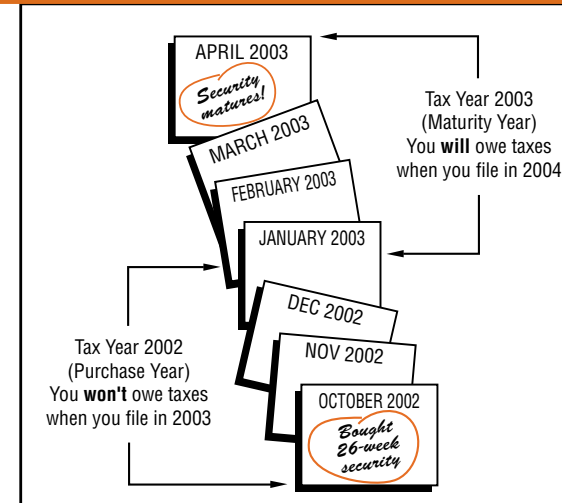 APRIL 2003
Security
matures!
MARCH 2003
FEBRUARY 2003
JANUARY 2003
DEC 2002
NOV 2002
OCTOBER 2002
Bought
26-week
security
Tax Year 2003
(Maturity Year)
You will owe taxes
when you file in 2004
Tax Year 2002
(Purchase Year)
You won't owe taxes
when you file in 2003